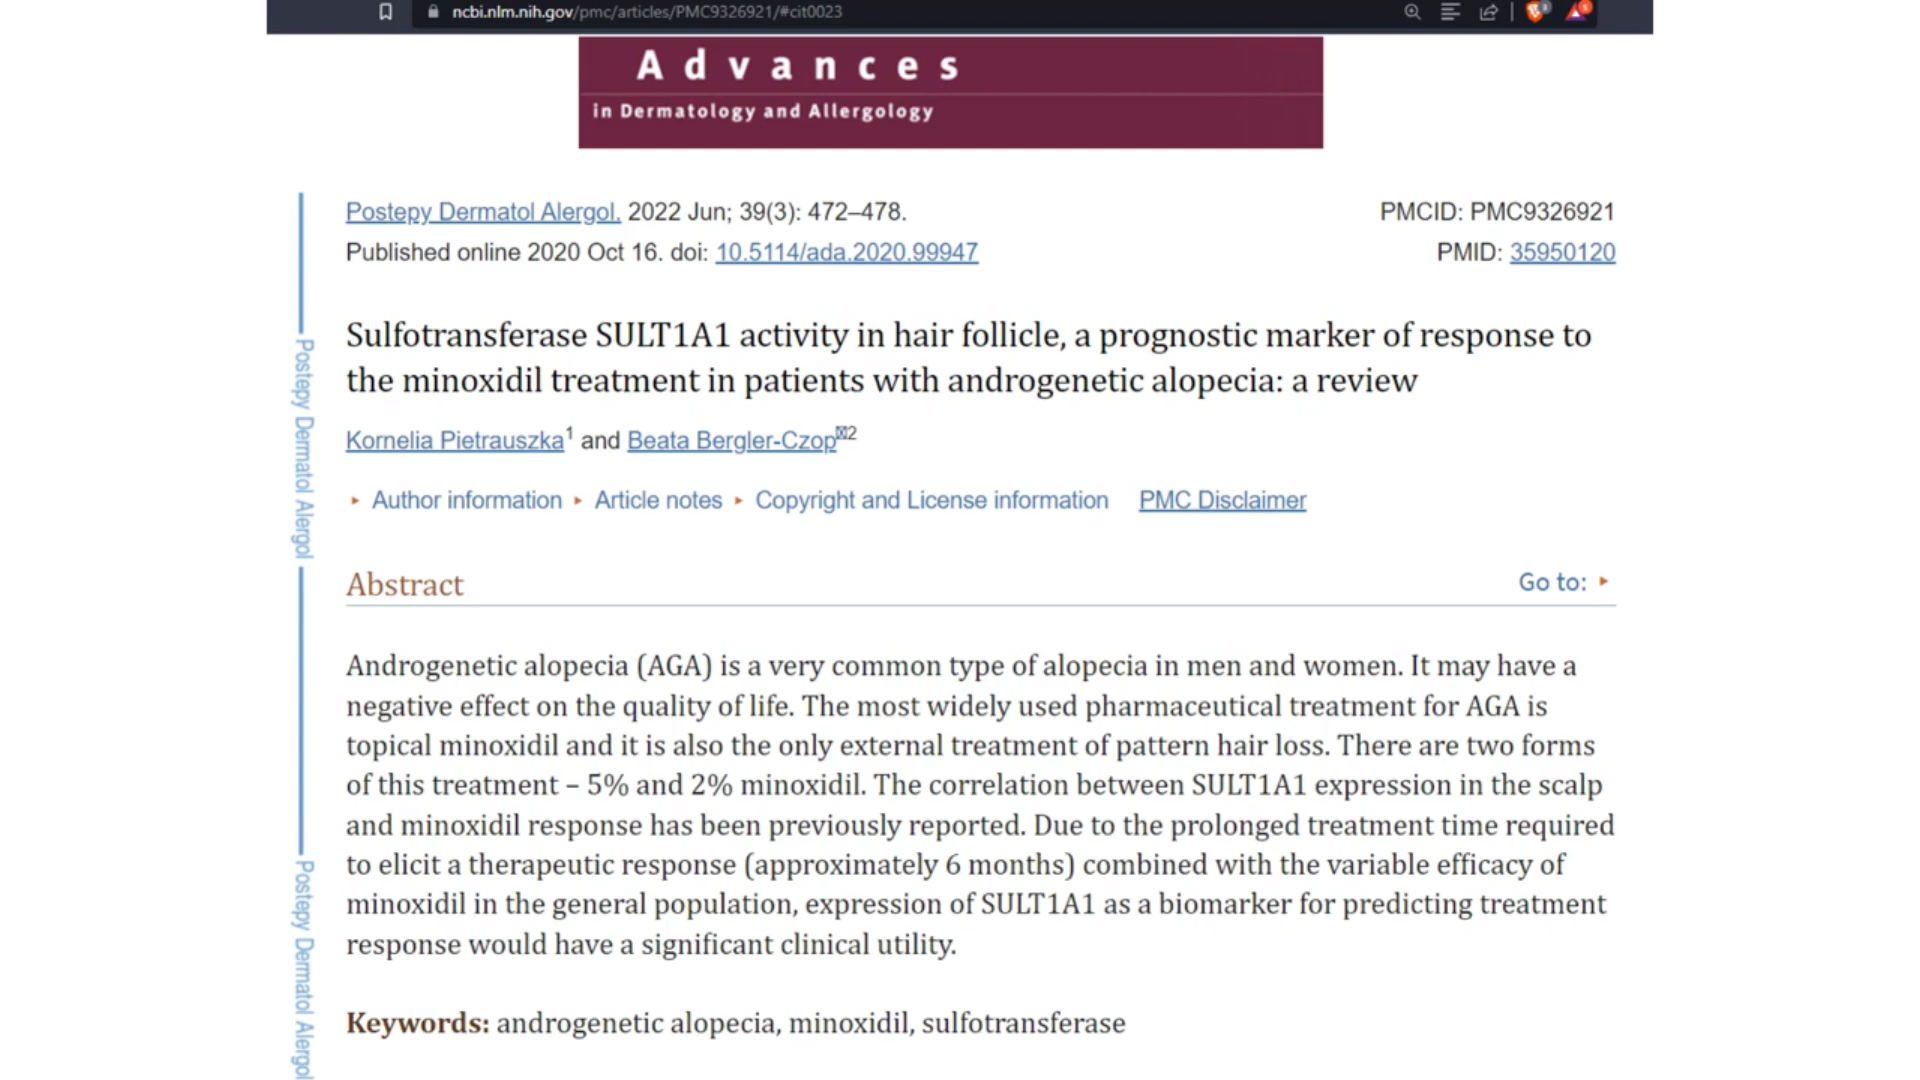 ncbi.nlm.nih.gov/pmc/articles/PMC9326921/#cit0023
Advances
in Dermatology and Allergology
Postepy Dermatol Alergol. 2022 Jun; 39(3): 472–478.
PMCID: PMC9326921
Published online 2020 Oct 16. doi: 10.5114/ada.2020.99947
PMID: 35950120
Sulfotransferase SULT1A1 activity in hair follicle, a prognostic marker of response to
the minoxidil treatment in patients with androgenetic alopecia: a review
Kornelia Pietrauszka1 and Beata Bergler-Czop2
Author information Article notes Copyright and License information PMC Disclaimer
Abstract
Go to:
Androgenetic alopecia (AGA) is a very common type of alopecia in men and women. It may have a
negative effect on the quality of life. The most widely used pharmaceutical treatment for AGA is
topical minoxidil and it is also the only external treatment of pattern hair loss. There are two forms
of this treatment – 5% and 2% minoxidil. The correlation between SULT1A1 expression in the scalp
and minoxidil response has been previously reported. Due to the prolonged treatment time required
to elicit a therapeutic response (approximately 6 months) combined with the variable efficacy of
minoxidil in the general population, expression of SULT1A1 as a biomarker for predicting treatment
response would have a significant clinical utility.
Keywords: androgenetic alopecia, minoxidil, sulfotransferase
Postepy Dermatol Alergol
Postepy Dermatol Alergol